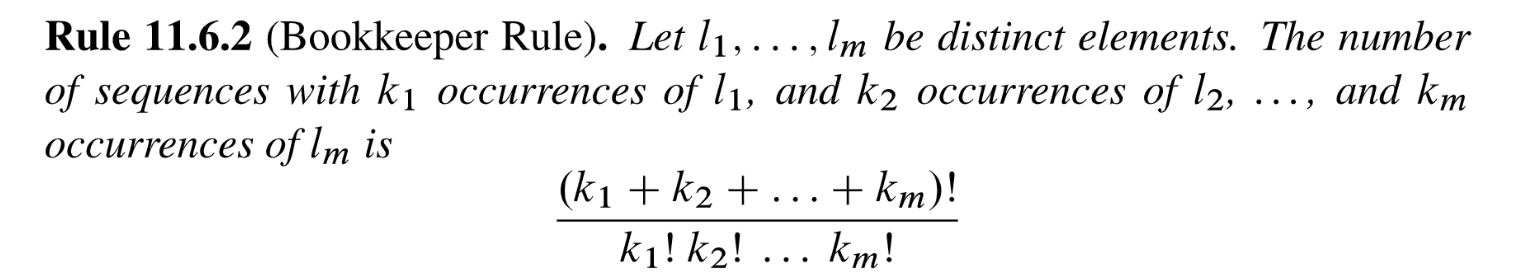 Rule 11.6.2 (Bookkeeper Rule). Let l₁, . . . , lₘ be distinct elements. The number
of sequences with k₁ occurrences of l₁, and k₂ occurrences of l₂, . . . , and kₘ
occurrences of lₘ is
(k₁ + k₂ + . . . + kₘ)!
k₁! k₂! . . . kₘ!